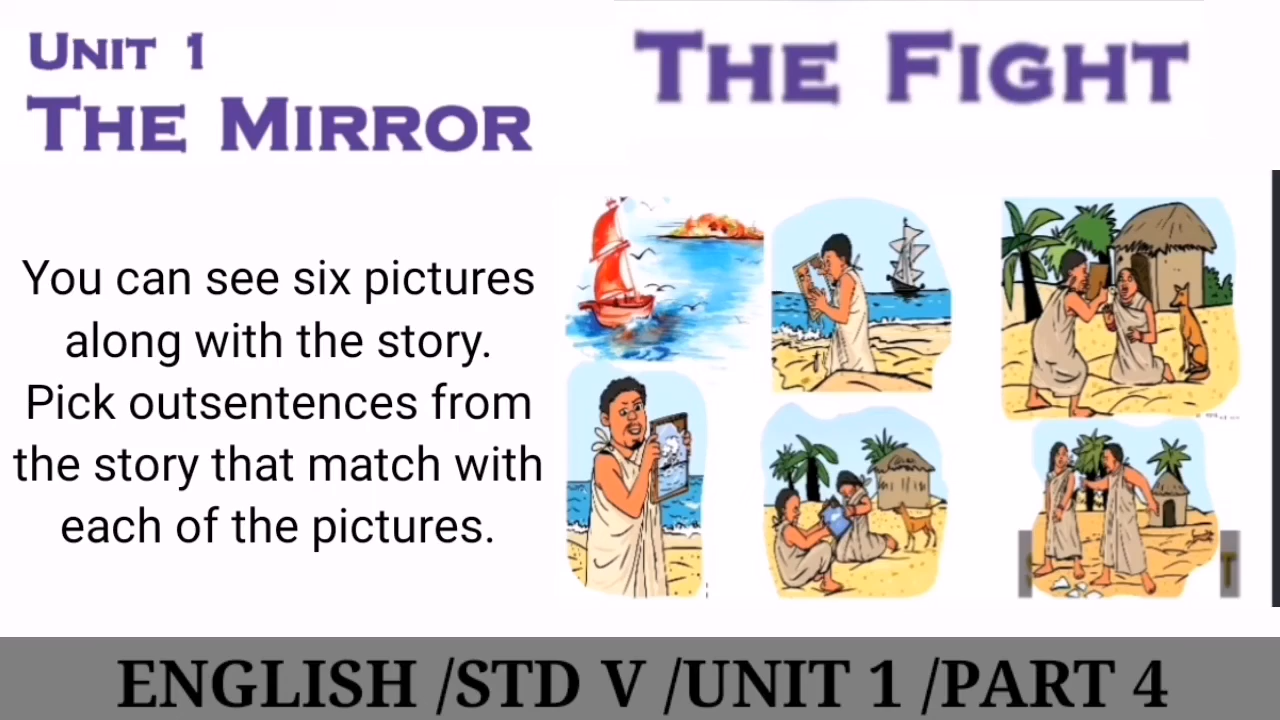 UNIT 1
THE MIRROR
THE FIGHT
You can see six pictures
along with the story.
Pick outsentences from
the story that match with
each of the pictures.
ENGLISH /STD V /UNIT 1 /PART 4